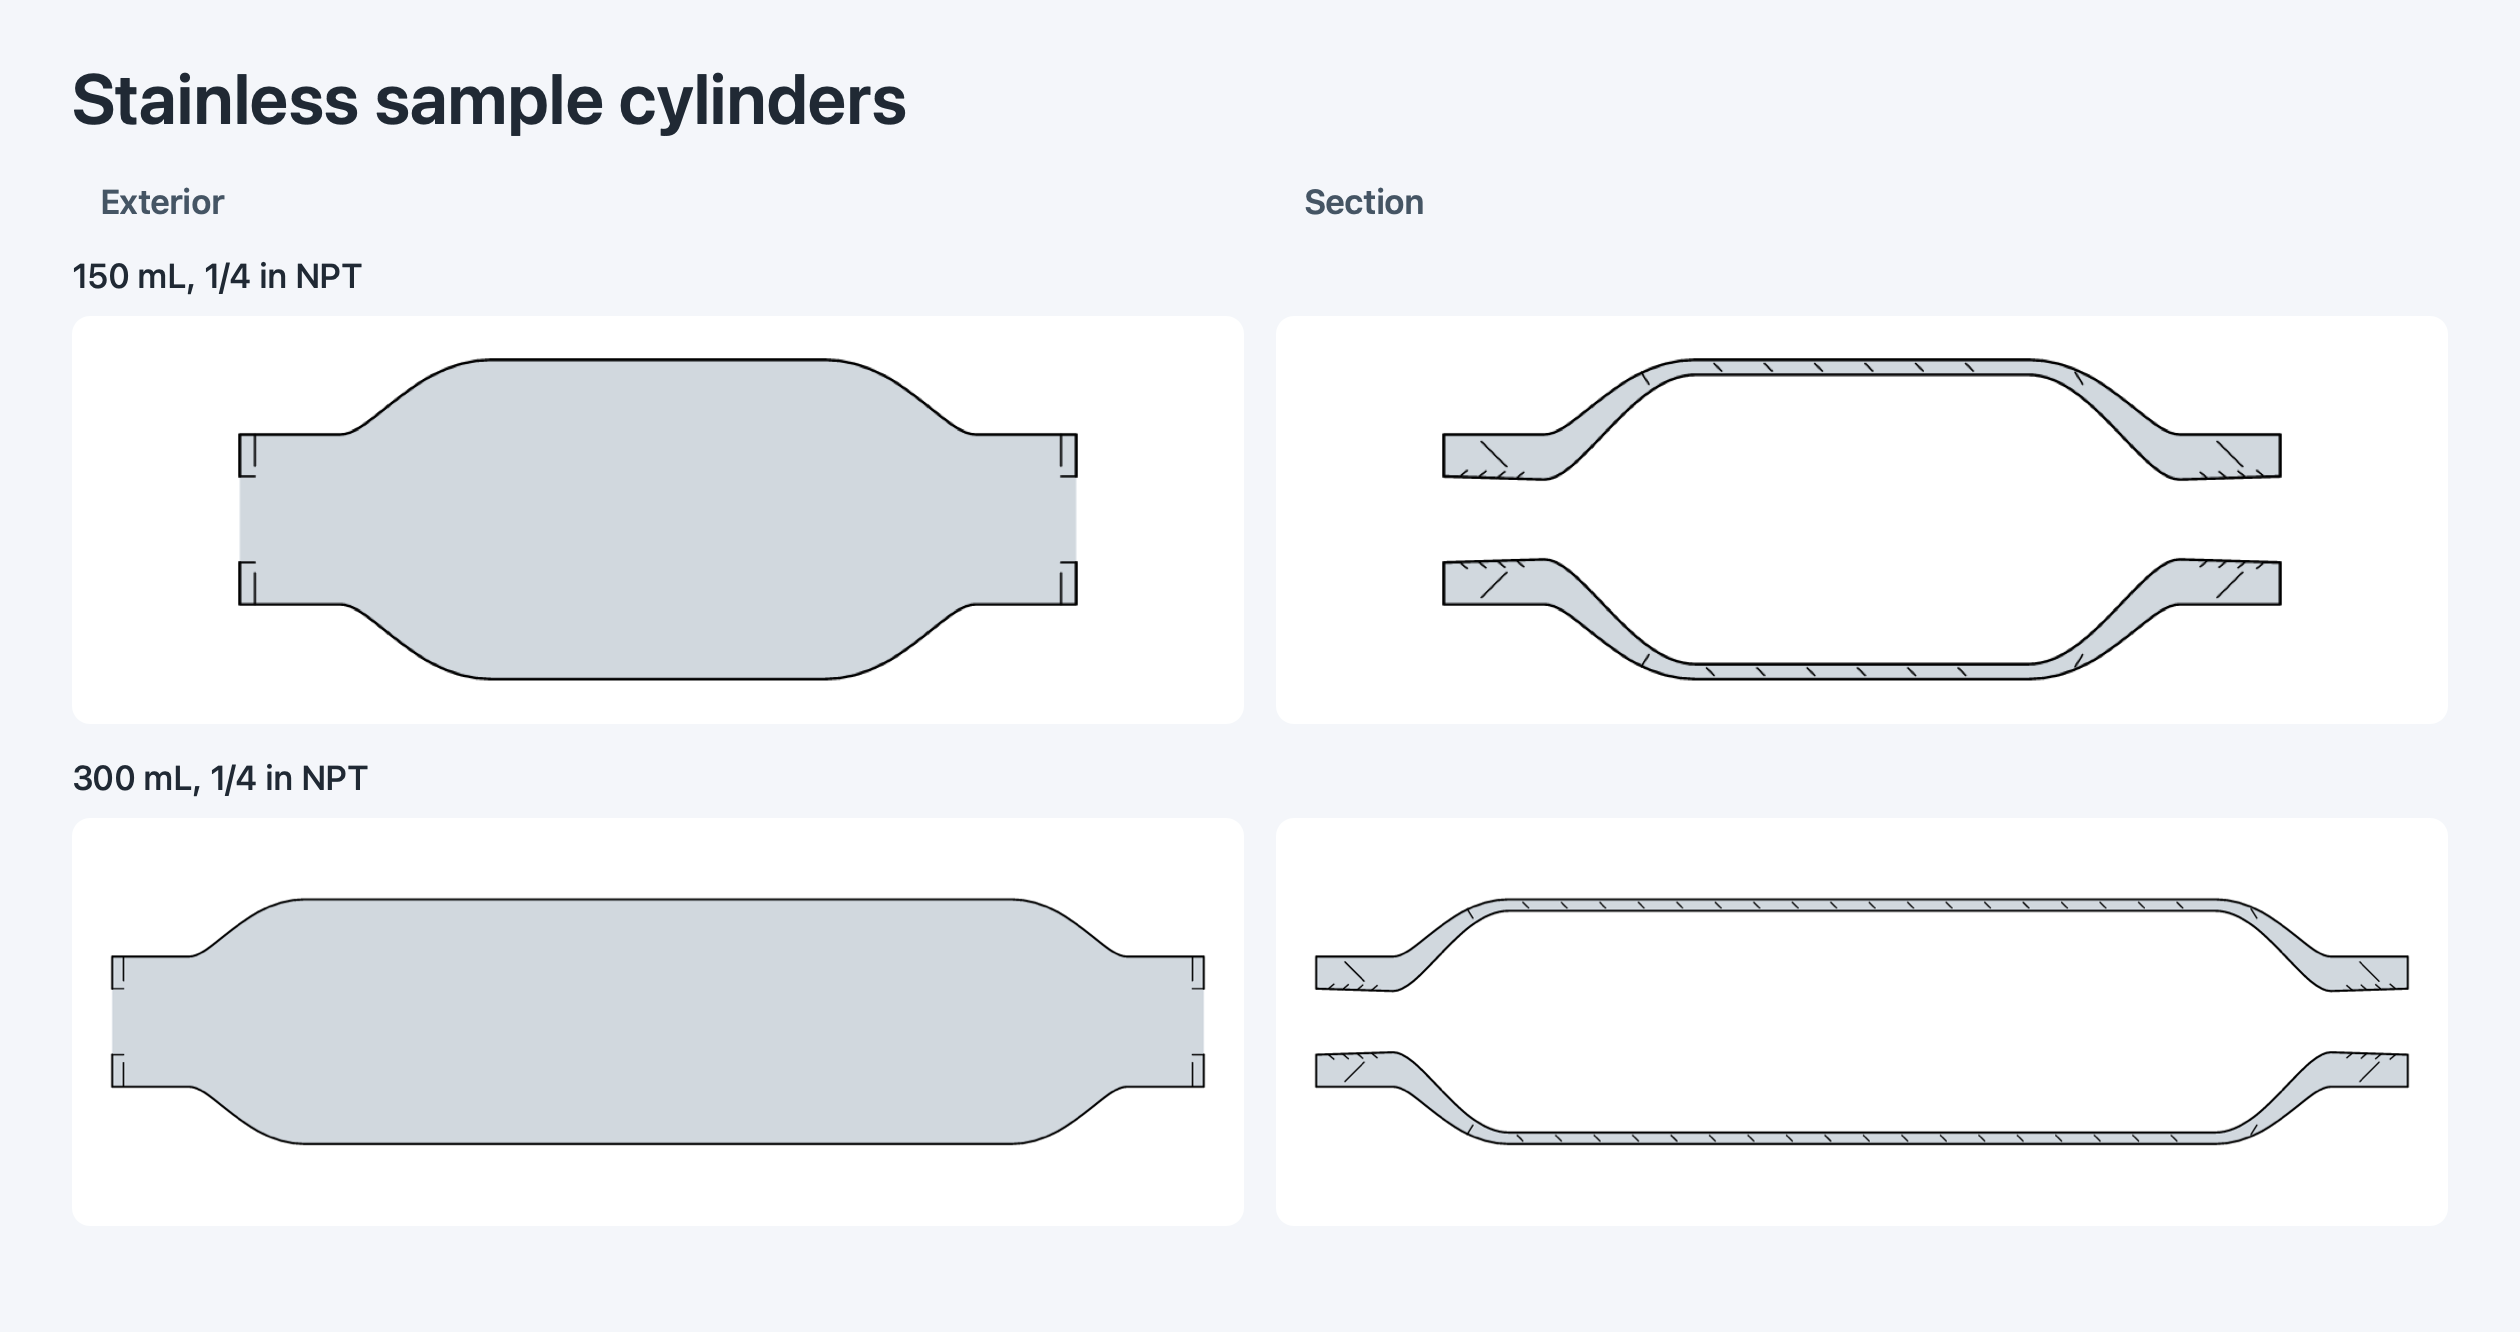 Stainless sample cylinders
Exterior
Section
150 mL, 1/4 in NPT
300 mL, 1/4 in NPT